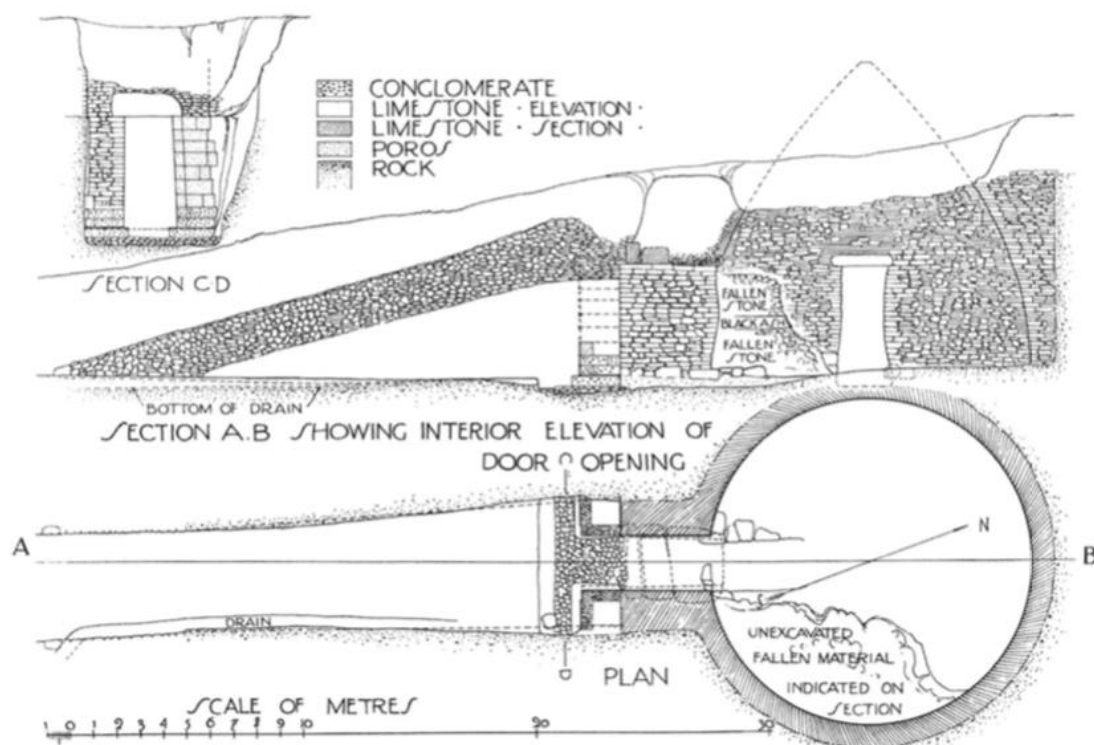 CONGLOMERATE
LIMESTONE · ELEVATION ·
LIMESTONE · SECTION ·
POROS
ROCK
SECTION C·D
FALLEN
STONE
BLACK
FALLEN
STONE
BOTTOM OF DRAIN
SECTION A.B SHOWING INTERIOR ELEVATION OF
DOOR OPENING
C
A
N
B
DRAIN
UNEXCAVATED
FALLEN MATERIAL
INDICATED ON
SECTION
D
PLAN
SCALE OF METRES
1 0 1 2 3 4 5 6 7 8 9 10 20 30